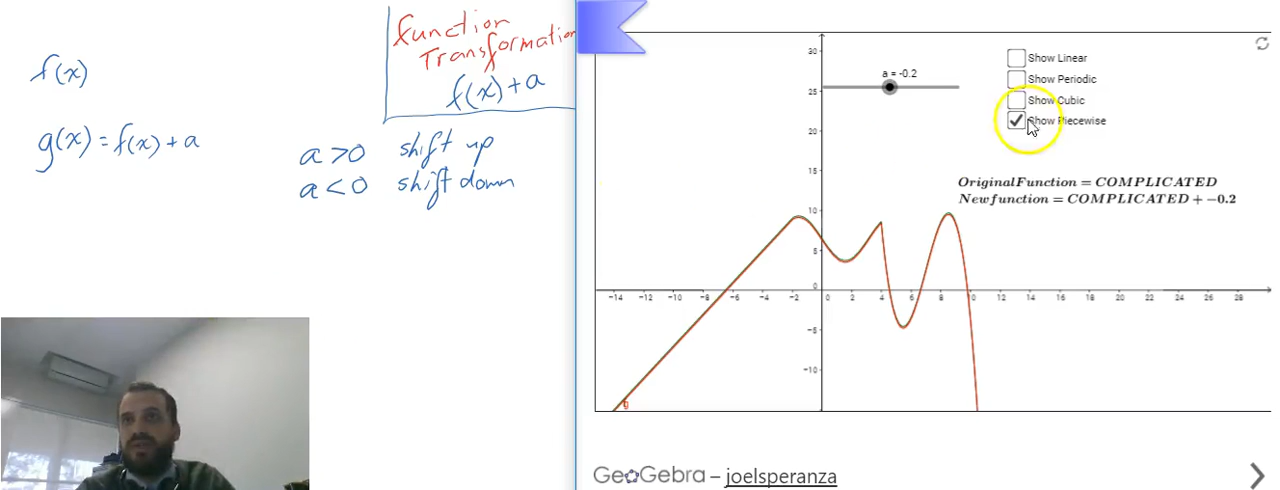 function
Transformation
f(x)+a
f(x)
g(x) = f(x) + a
a > 0 shift up
a < 0 shift down
a = -0.2
Show Linear
Show Periodic
Show Cubic
Show Piecewise
OriginalFunction = COMPLICATED
Newfunction = COMPLICATED + −0.2
30
25
20
15
10
5
0
−5
−10
−14 −12 −10 −8 −6 −4 −2 0 2 4 6 8 10 12 14 16 18 20 22 24 26 28
g
GeoGebra – joelsperanza